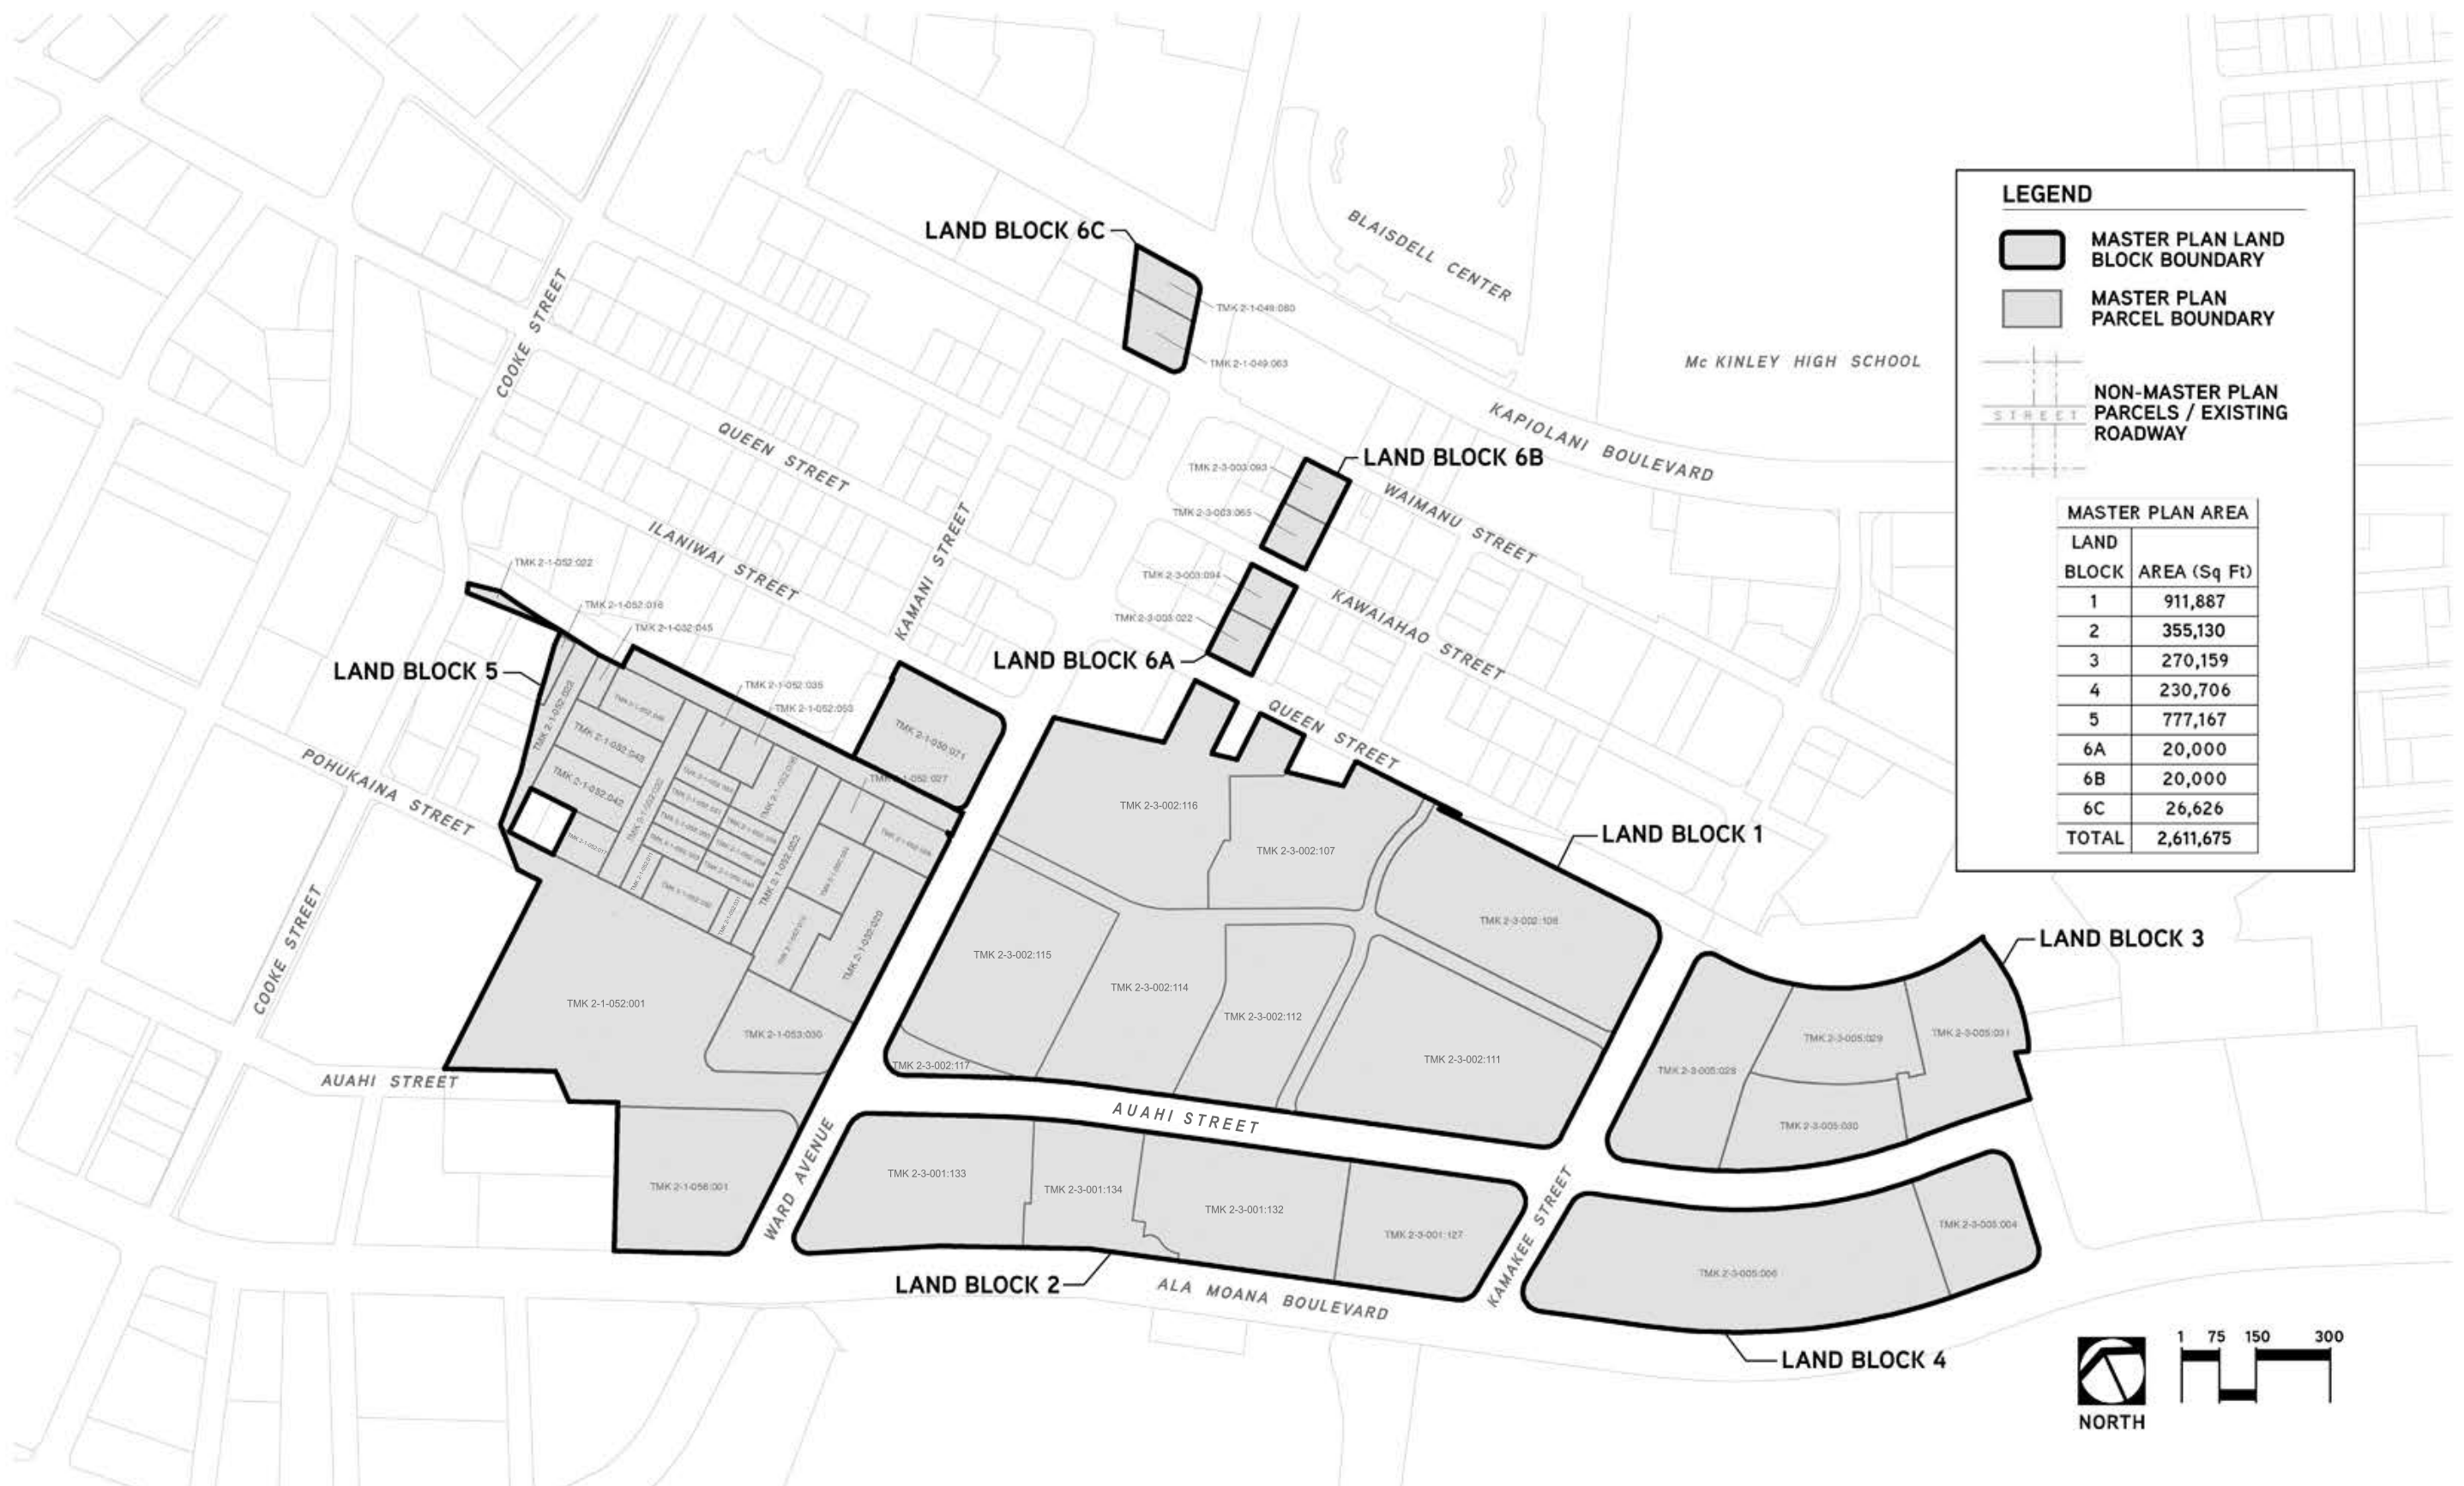 LAND BLOCK 6C
BLAISDELL CENTER
TMK 2-1-049:080
TMK 2-1-049:063
COOKE STREET
Mc KINLEY HIGH SCHOOL
KAPIOLANI BOULEVARD
QUEEN STREET
LAND BLOCK 6B
TMK 2-3-003:093
WAIMANU STREET
TMK 2-3-003:065
ILANIWAI STREET
KAMANI STREET
TMK 2-1-052:022
TMK 2-3-003:094
KAWAIAHAO STREET
TMK 2-1-052:016
TMK 2-3-003:022
TMK 2-1-052:045
LAND BLOCK 6A
LAND BLOCK 5
TMK 2-1-052:035
TMK 2-1-052:053
TMK 2-1-050:071
QUEEN STREET
POHUKAINA STREET
TMK 2-1-052:042
TMK 2-1-052:027
TMK 2-3-002:116
LAND BLOCK 1
TMK 2-3-002:107
TMK 2-3-002:108
TMK 2-1-052:020
LAND BLOCK 3
COOKE STREET
TMK 2-3-002:115
TMK 2-3-002:114
TMK 2-1-052:001
TMK 2-3-002:112
TMK 2-1-053:030
TMK 2-3-005:031
TMK 2-3-005:029
TMK 2-3-002:111
TMK 2-3-002:117
TMK 2-3-005:028
AUAHI STREET
AUAHI STREET
TMK 2-3-005:030
WARD AVENUE
TMK 2-3-001:133
TMK 2-1-056:001
TMK 2-3-001:134
TMK 2-3-001:132
TMK 2-3-001:127
KAMAKEE STREET
TMK 2-3-005:004
TMK 2-3-005:006
LAND BLOCK 2
ALA MOANA BOULEVARD
LAND BLOCK 4
LEGEND
MASTER PLAN LAND
BLOCK BOUNDARY
MASTER PLAN
PARCEL BOUNDARY
STREET
NON-MASTER PLAN
PARCELS / EXISTING
ROADWAY
MASTER PLAN AREA
LAND
BLOCK AREA (Sq Ft)
1 911,887
2 355,130
3 270,159
4 230,706
5 777,167
6A 20,000
6B 20,000
6C 26,626
TOTAL 2,611,675
1 75 150 300
NORTH